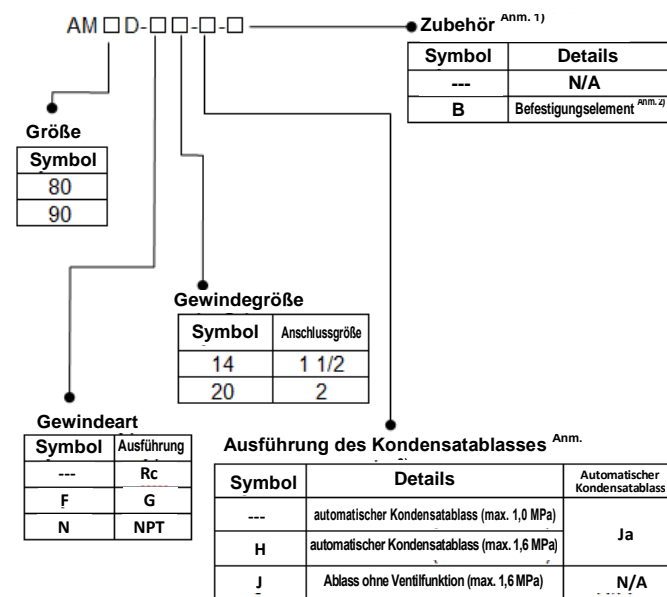 AM □ D-□ □-□-□
Zubehör Anm. 1)
Symbol Details
--- N/A
B Befestigungselement Anm. 2)
Größe
Symbol
80
90
Gewindegröße
Symbol Anschlussgröße
14 1 1/2
20 2
Gewindeart
Symbol Ausführung
--- Rc
F G
N NPT
Ausführung des Kondensatablasses Anm.
Symbol Details Automatischer Kondensatablass
--- automatischer Kondensatablass (max. 1,0 MPa)
Ja
H automatischer Kondensatablass (max. 1,6 MPa)
J Ablass ohne Ventilfunktion (max. 1,6 MPa) N/A